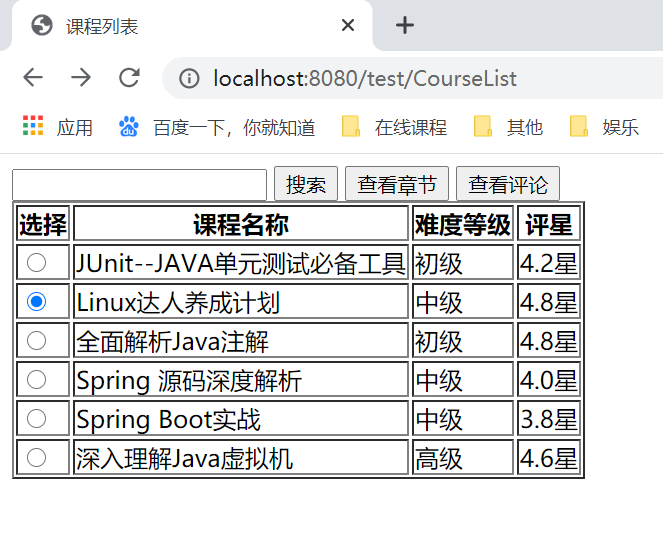 课程列表
localhost:8080/test/CourseList
应用 百度一下，你就知道 在线课程 其他 娱乐
搜索 查看章节 查看评论
选择 课程名称 难度等级 评星
JUnit--JAVA单元测试必备工具 初级 4.2星
Linux达人养成计划 中级 4.8星
全面解析Java注解 初级 4.8星
Spring 源码深度解析 中级 4.0星
Spring Boot实战 中级 3.8星
深入理解Java虚拟机 高级 4.6星